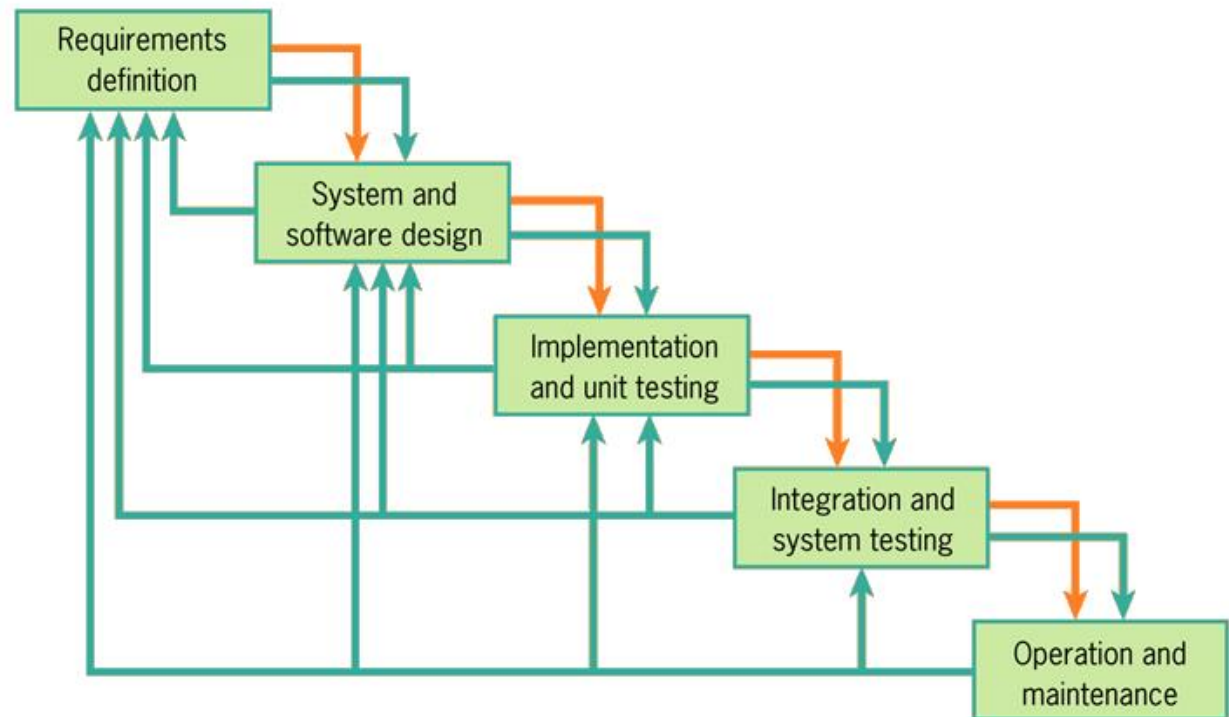 Requirements
definition
System and
software design
Implementation
and unit testing
Integration and
system testing
Operation and
maintenance